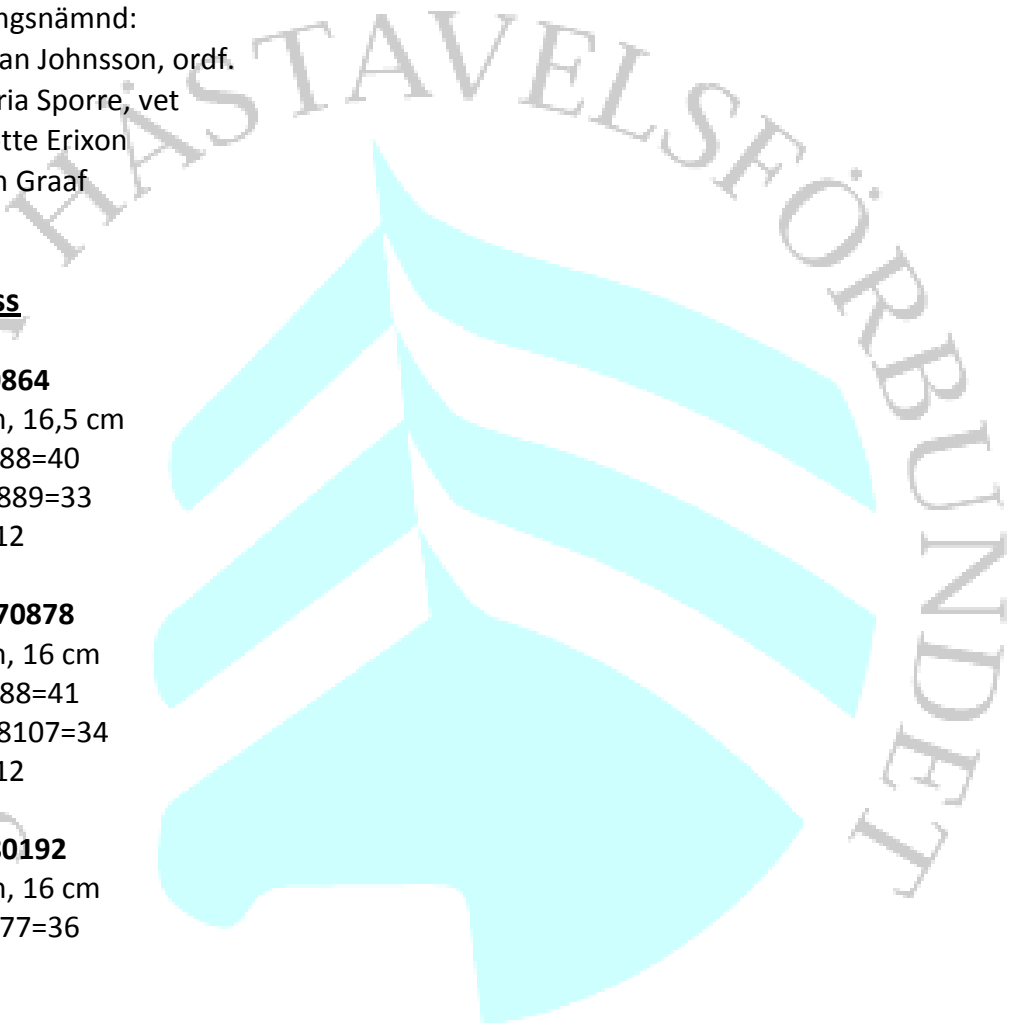 ngsnämnd:
an Johnsson, ordf.
ria Sporre, vet
tte Erixon
n Graaf
HÄSTAVELSFÖRBUNDET
ss
864
n, 16,5 cm
88=40
889=33
12
70878
n, 16 cm
88=41
8107=34
12
80192
n, 16 cm
77=36